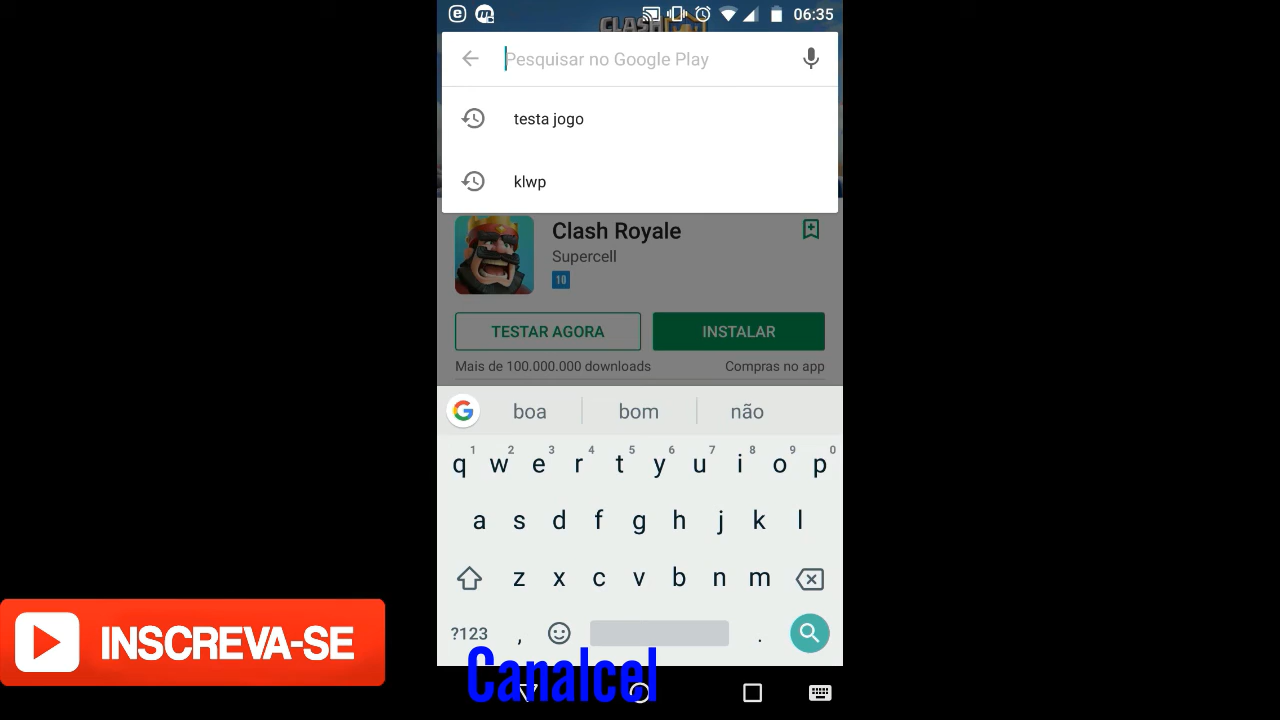 06:35
CLASH
Pesquisar no Google Play
testa jogo
klwp
Clash Royale
Supercell
10
TESTAR AGORA
INSTALAR
Mais de 100.000.000 downloads
Compras no app
G boa bom não
1 2 3 4 5 6 7 8 9 0
q w e r t y u i o p
a s d f g h j k l
z x c v b n m
?123 , .
INSCREVA-SE
Canalcel